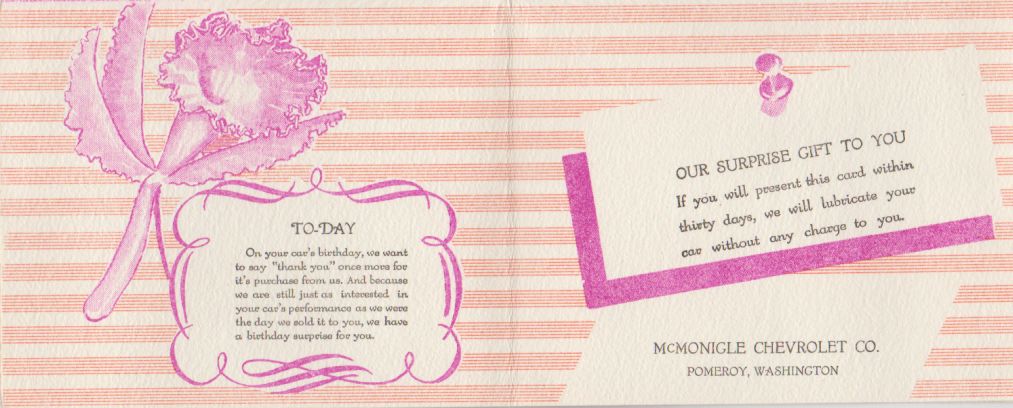 TO-DAY
On your car's birthday, we want
to say "thank you" once more for
it's purchase from us. And because
we are still just as interested in
your car's performance as we were
the day we sold it to you, we have
a birthday surprise for you.
OUR SURPRISE GIFT TO YOU
If you will present this card within
thirty days, we will lubricate your
car without any charge to you.
McMONIGLE CHEVROLET CO.
POMEROY, WASHINGTON